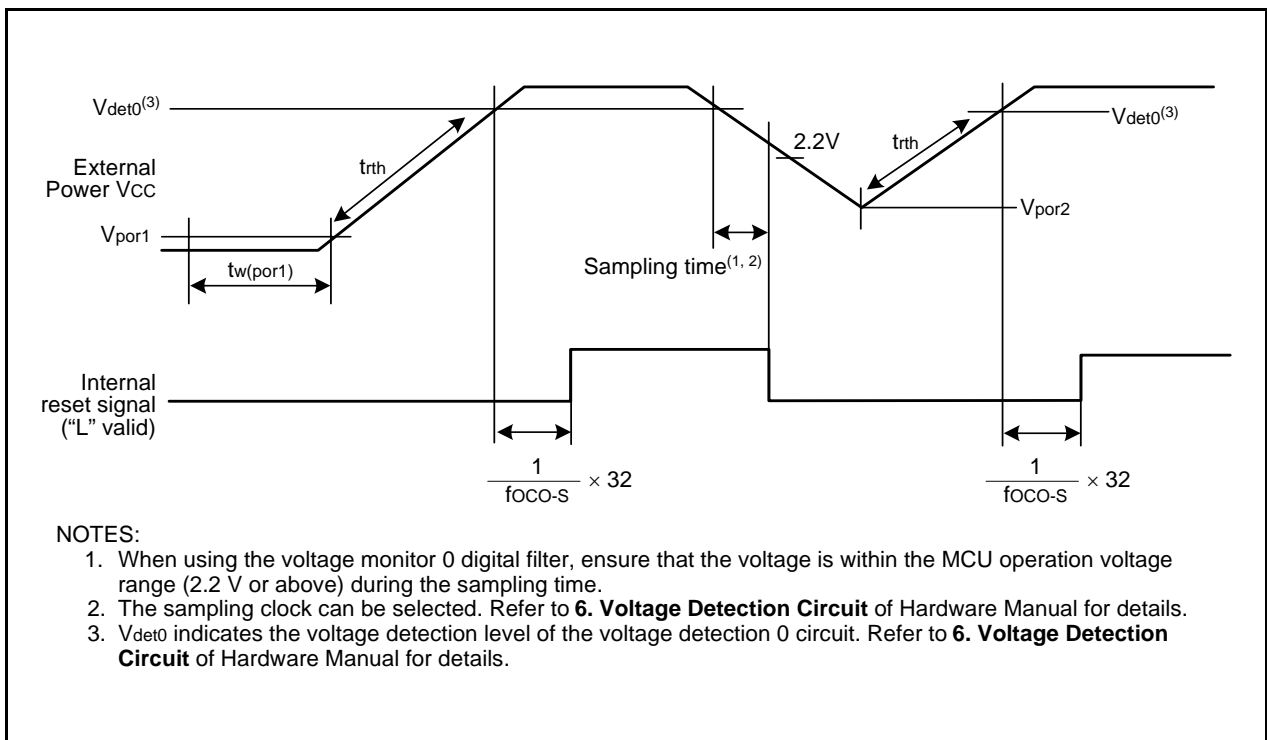 Vdet0(3)
External
Power VCC
Vpor1
trth
tw(por1)
2.2V
Sampling time(1, 2)
trth
Vdet0(3)
Vpor2
Internal
reset signal
(“L” valid)
1
fOCO-S
× 32
1
fOCO-S
× 32
NOTES:
1. When using the voltage monitor 0 digital filter, ensure that the voltage is within the MCU operation voltage
range (2.2 V or above) during the sampling time.
2. The sampling clock can be selected. Refer to 6. Voltage Detection Circuit of Hardware Manual for details.
3. Vdet0 indicates the voltage detection level of the voltage detection 0 circuit. Refer to 6. Voltage Detection
Circuit of Hardware Manual for details.